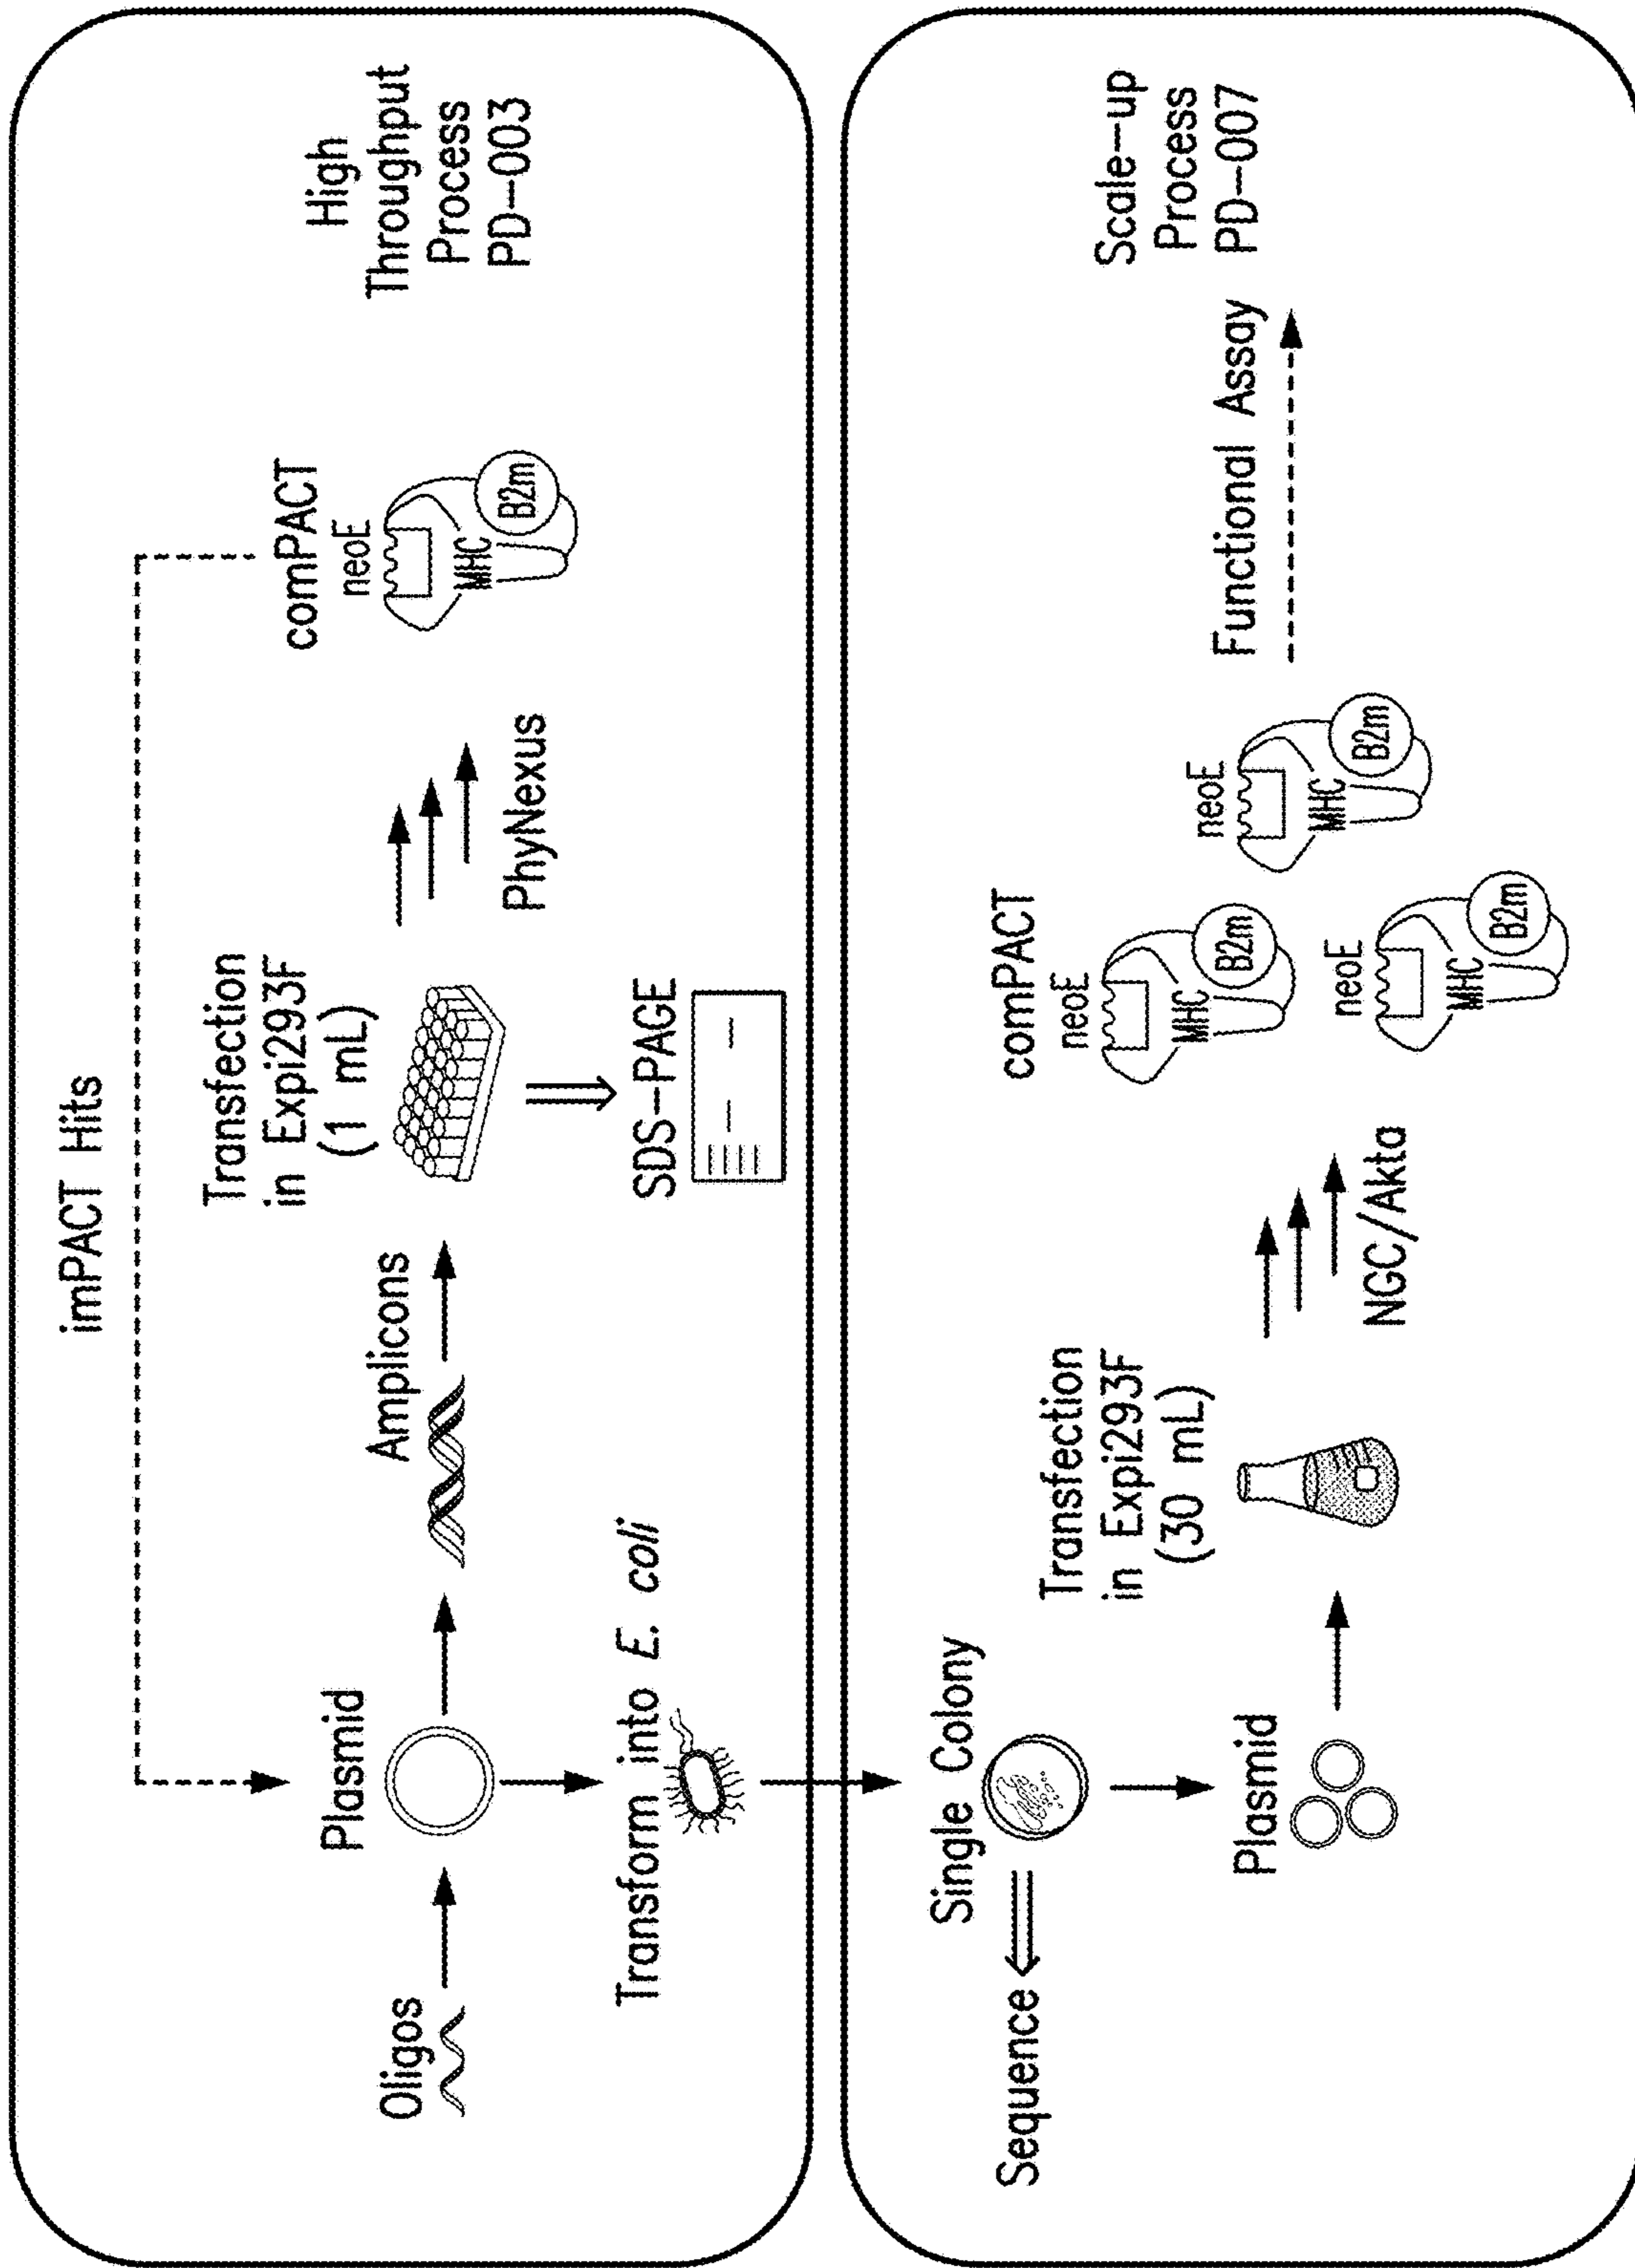 imPACT Hits
Oligos
Plasmid
Amplicons
Transfection
in Expi293F
(1 mL)
PhyNexus
comPACT
neoE
MHC
B2m
High
Throughput
Process
PD-003
SDS-PAGE
Transform into E. coli
Single Colony
Sequence
Plasmid
Transfection
in Expi293F
(30 mL)
NGC/Akta
comPACT
neoE
MHC
B2m
neoE
MHC
B2m
neoE
MHC
B2m
Functional Assay
Scale-up
Process
PD-007